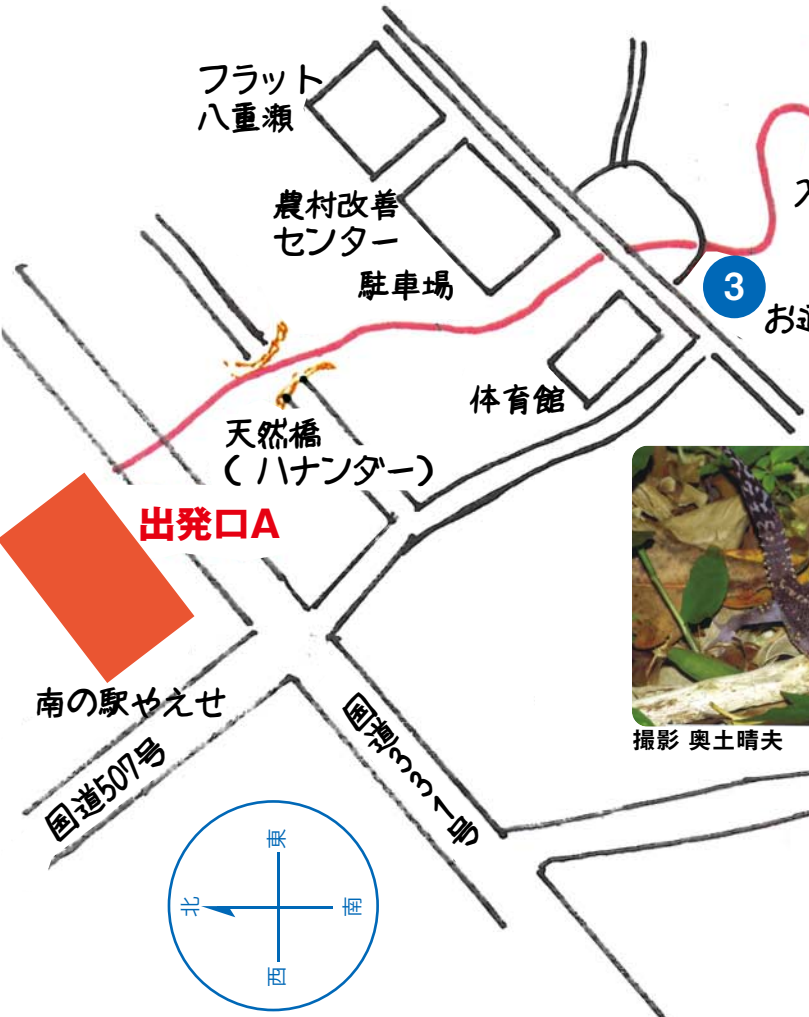 フラット
八重瀬
農村改善
センター
駐車場
3
体育館
天然橋
(ハナンダー)
出発口A
南の駅やえせ
国道507号
国道331号
撮影 奥土晴夫
東
北
南
西